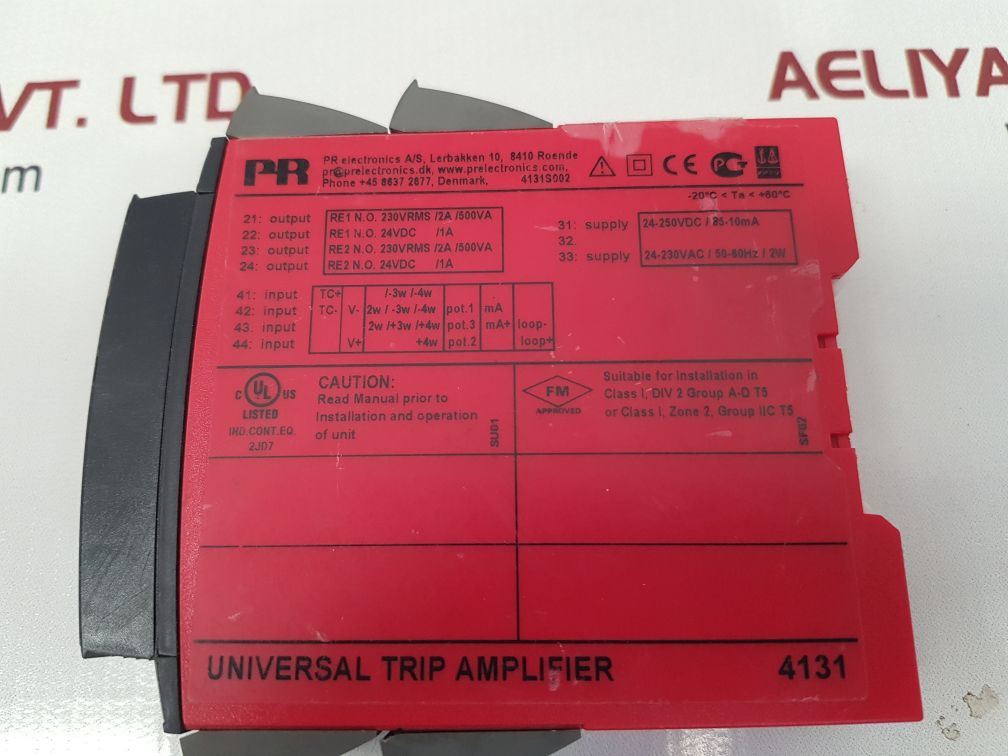 VT. LTD
AELIYA
om
PR
PR electronics A/S, Lerbakken 10, 8410 Roende
pr@prelectronics.dk, www.prelectronics.com,
Phone +45 8637 2677, Denmark, 4131S002
CE
-20°C < Ta < +60°C
21: output RE1 N.O. 230VRMS /2A /500VA
22: output RE1 N.O. 24VDC /1A
23: output RE2 N.O. 230VRMS /2A /500VA
24: output RE2 N.O. 24VDC /1A
31: supply 24-250VDC / 85-10mA
32.
33: supply 24-230VAC / 50-60Hz / 2W
41: input TC+ /-3w /-4w
42: input TC- V- 2w / -3w /-4w pot.1 mA
43. input 2w /+3w /+4w pot.3 mA+ loop-
44: input V+ +4w pot.2 loop+
C UL US
LISTED
IND.CONT.EQ.
2JD7
CAUTION:
Read Manual prior to
Installation and operation
of unit
SU01
FM
APPROVED
Suitable for Installation in
Class I, DIV 2 Group A-D T5
or Class I, Zone 2, Group IIC T5
SF02
UNIVERSAL TRIP AMPLIFIER 4131